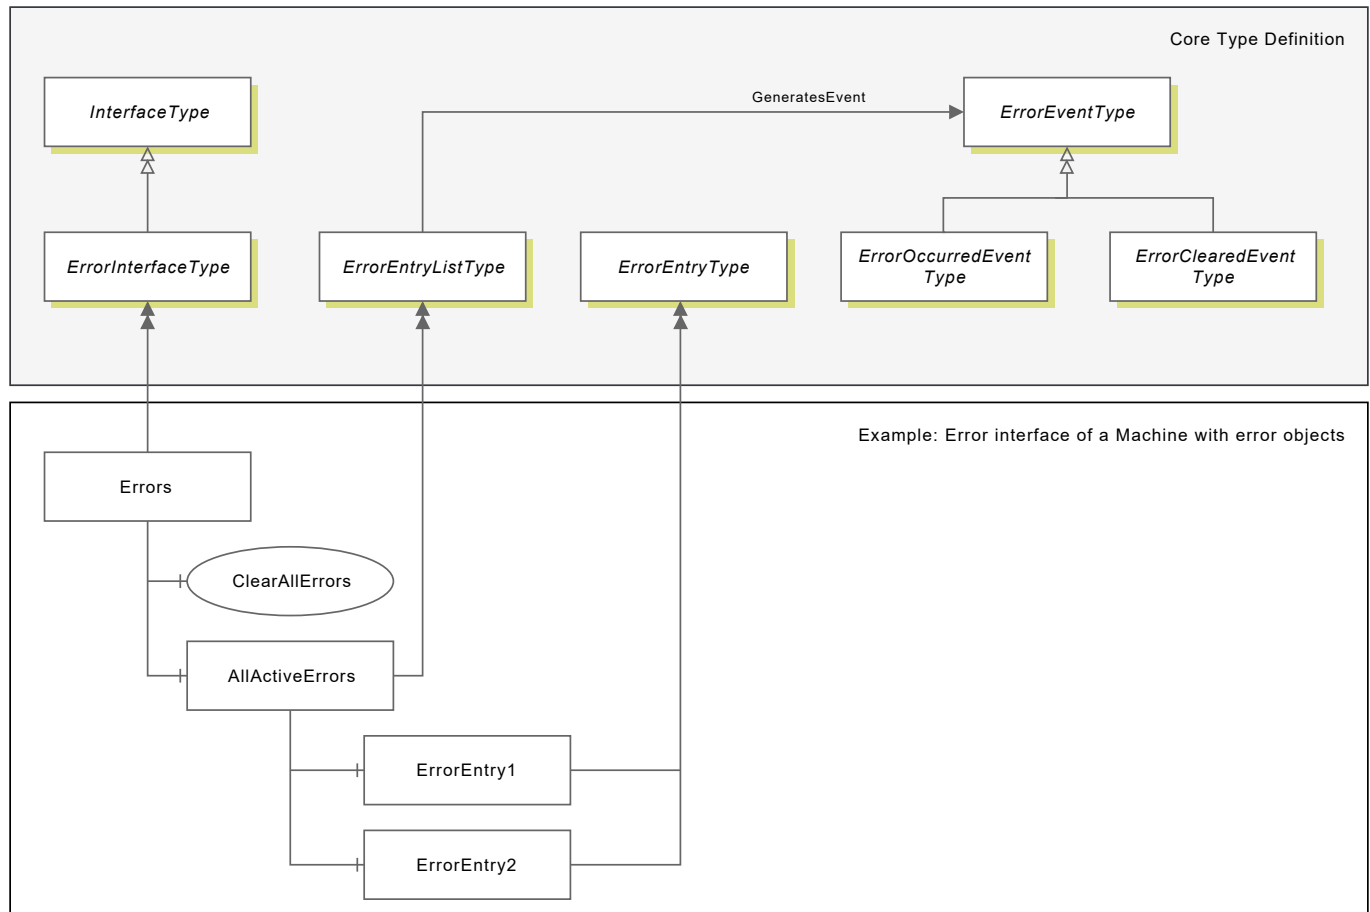 Core Type Definition
InterfaceType
GeneratesEvent
ErrorEventType
ErrorInterfaceType
ErrorEntryListType
ErrorEntryType
ErrorOccurredEvent
Type
ErrorClearedEvent
Type
Example: Error interface of a Machine with error objects
Errors
ClearAllErrors
AllActiveErrors
ErrorEntry1
ErrorEntry2